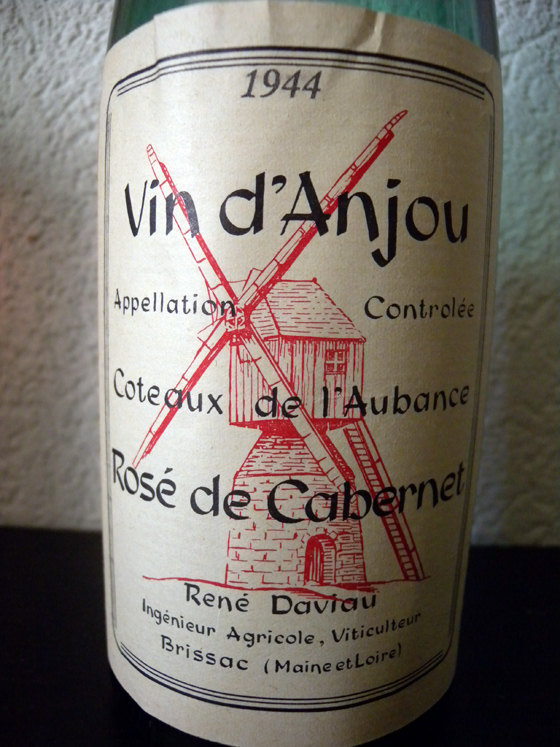 1944
Vin d'Anjou
Appellation Controlée
Coteaux de l'Aubance
Rosé de Cabernet
René Daviau
Ingénieur Agricole, Viticulteur
Brissac (Maine et Loire)